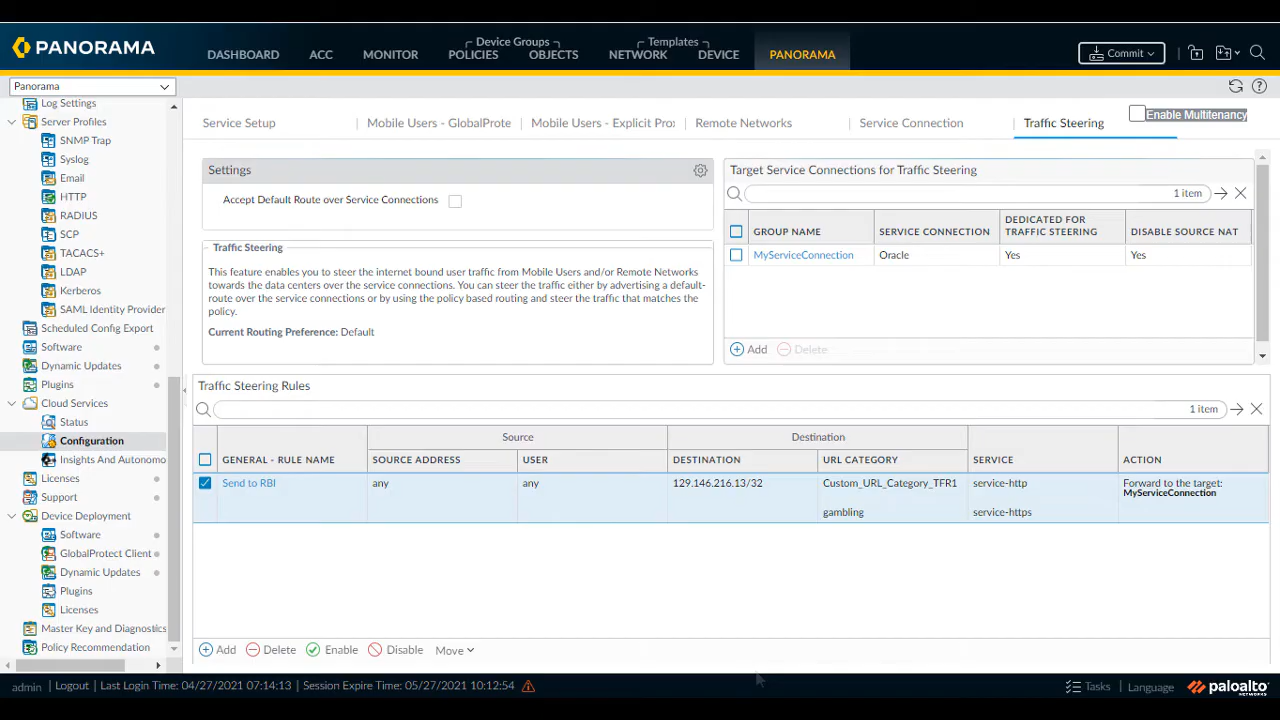 PANORAMA
DASHBOARD
ACC
MONITOR
Device Groups
POLICIES
OBJECTS
Templates
NETWORK
DEVICE
PANORAMA
Commit
Panorama
Log Settings
Server Profiles
SNMP Trap
Syslog
Email
HTTP
RADIUS
SCP
TACACS+
LDAP
Kerberos
SAML Identity Provider
Scheduled Config Export
Software
Dynamic Updates
Plugins
Cloud Services
Status
Configuration
Insights And Autonomo
Licenses
Support
Device Deployment
Software
GlobalProtect Client
Dynamic Updates
Plugins
Licenses
Master Key and Diagnostics
Policy Recommendation
Service Setup
Mobile Users - GlobalProte
Mobile Users - Explicit Pro
Remote Networks
Service Connection
Traffic Steering
Enable Multitenancy
Settings
Accept Default Route over Service Connections
Traffic Steering
This feature enables you to steer the internet bound user traffic from Mobile Users and/or Remote Networks
towards the data centers over the service connections. You can steer the traffic either by advertising a default-
route over the service connections or by using the policy based routing and steer the traffic that matches the
policy.
Current Routing Preference: Default
Target Service Connections for Traffic Steering
1 item
GROUP NAME
SERVICE CONNECTION
DEDICATED FOR
TRAFFIC STEERING
DISABLE SOURCE NAT
MyServiceConnection
Oracle
Yes
Yes
Add
Delete
Traffic Steering Rules
1 item
Source
Destination
GENERAL - RULE NAME
SOURCE ADDRESS
USER
DESTINATION
URL CATEGORY
SERVICE
ACTION
Send to RBI
any
any
129.146.216.13/32
Custom_URL_Category_TFR1
gambling
service-http
service-https
Forward to the target:
MyServiceConnection
Add
Delete
Enable
Disable
Move
admin
Logout
Last Login Time: 04/27/2021 07:14:13
Session Expire Time: 05/27/2021 10:12:54
Tasks
Language
paloalto
NETWORKS